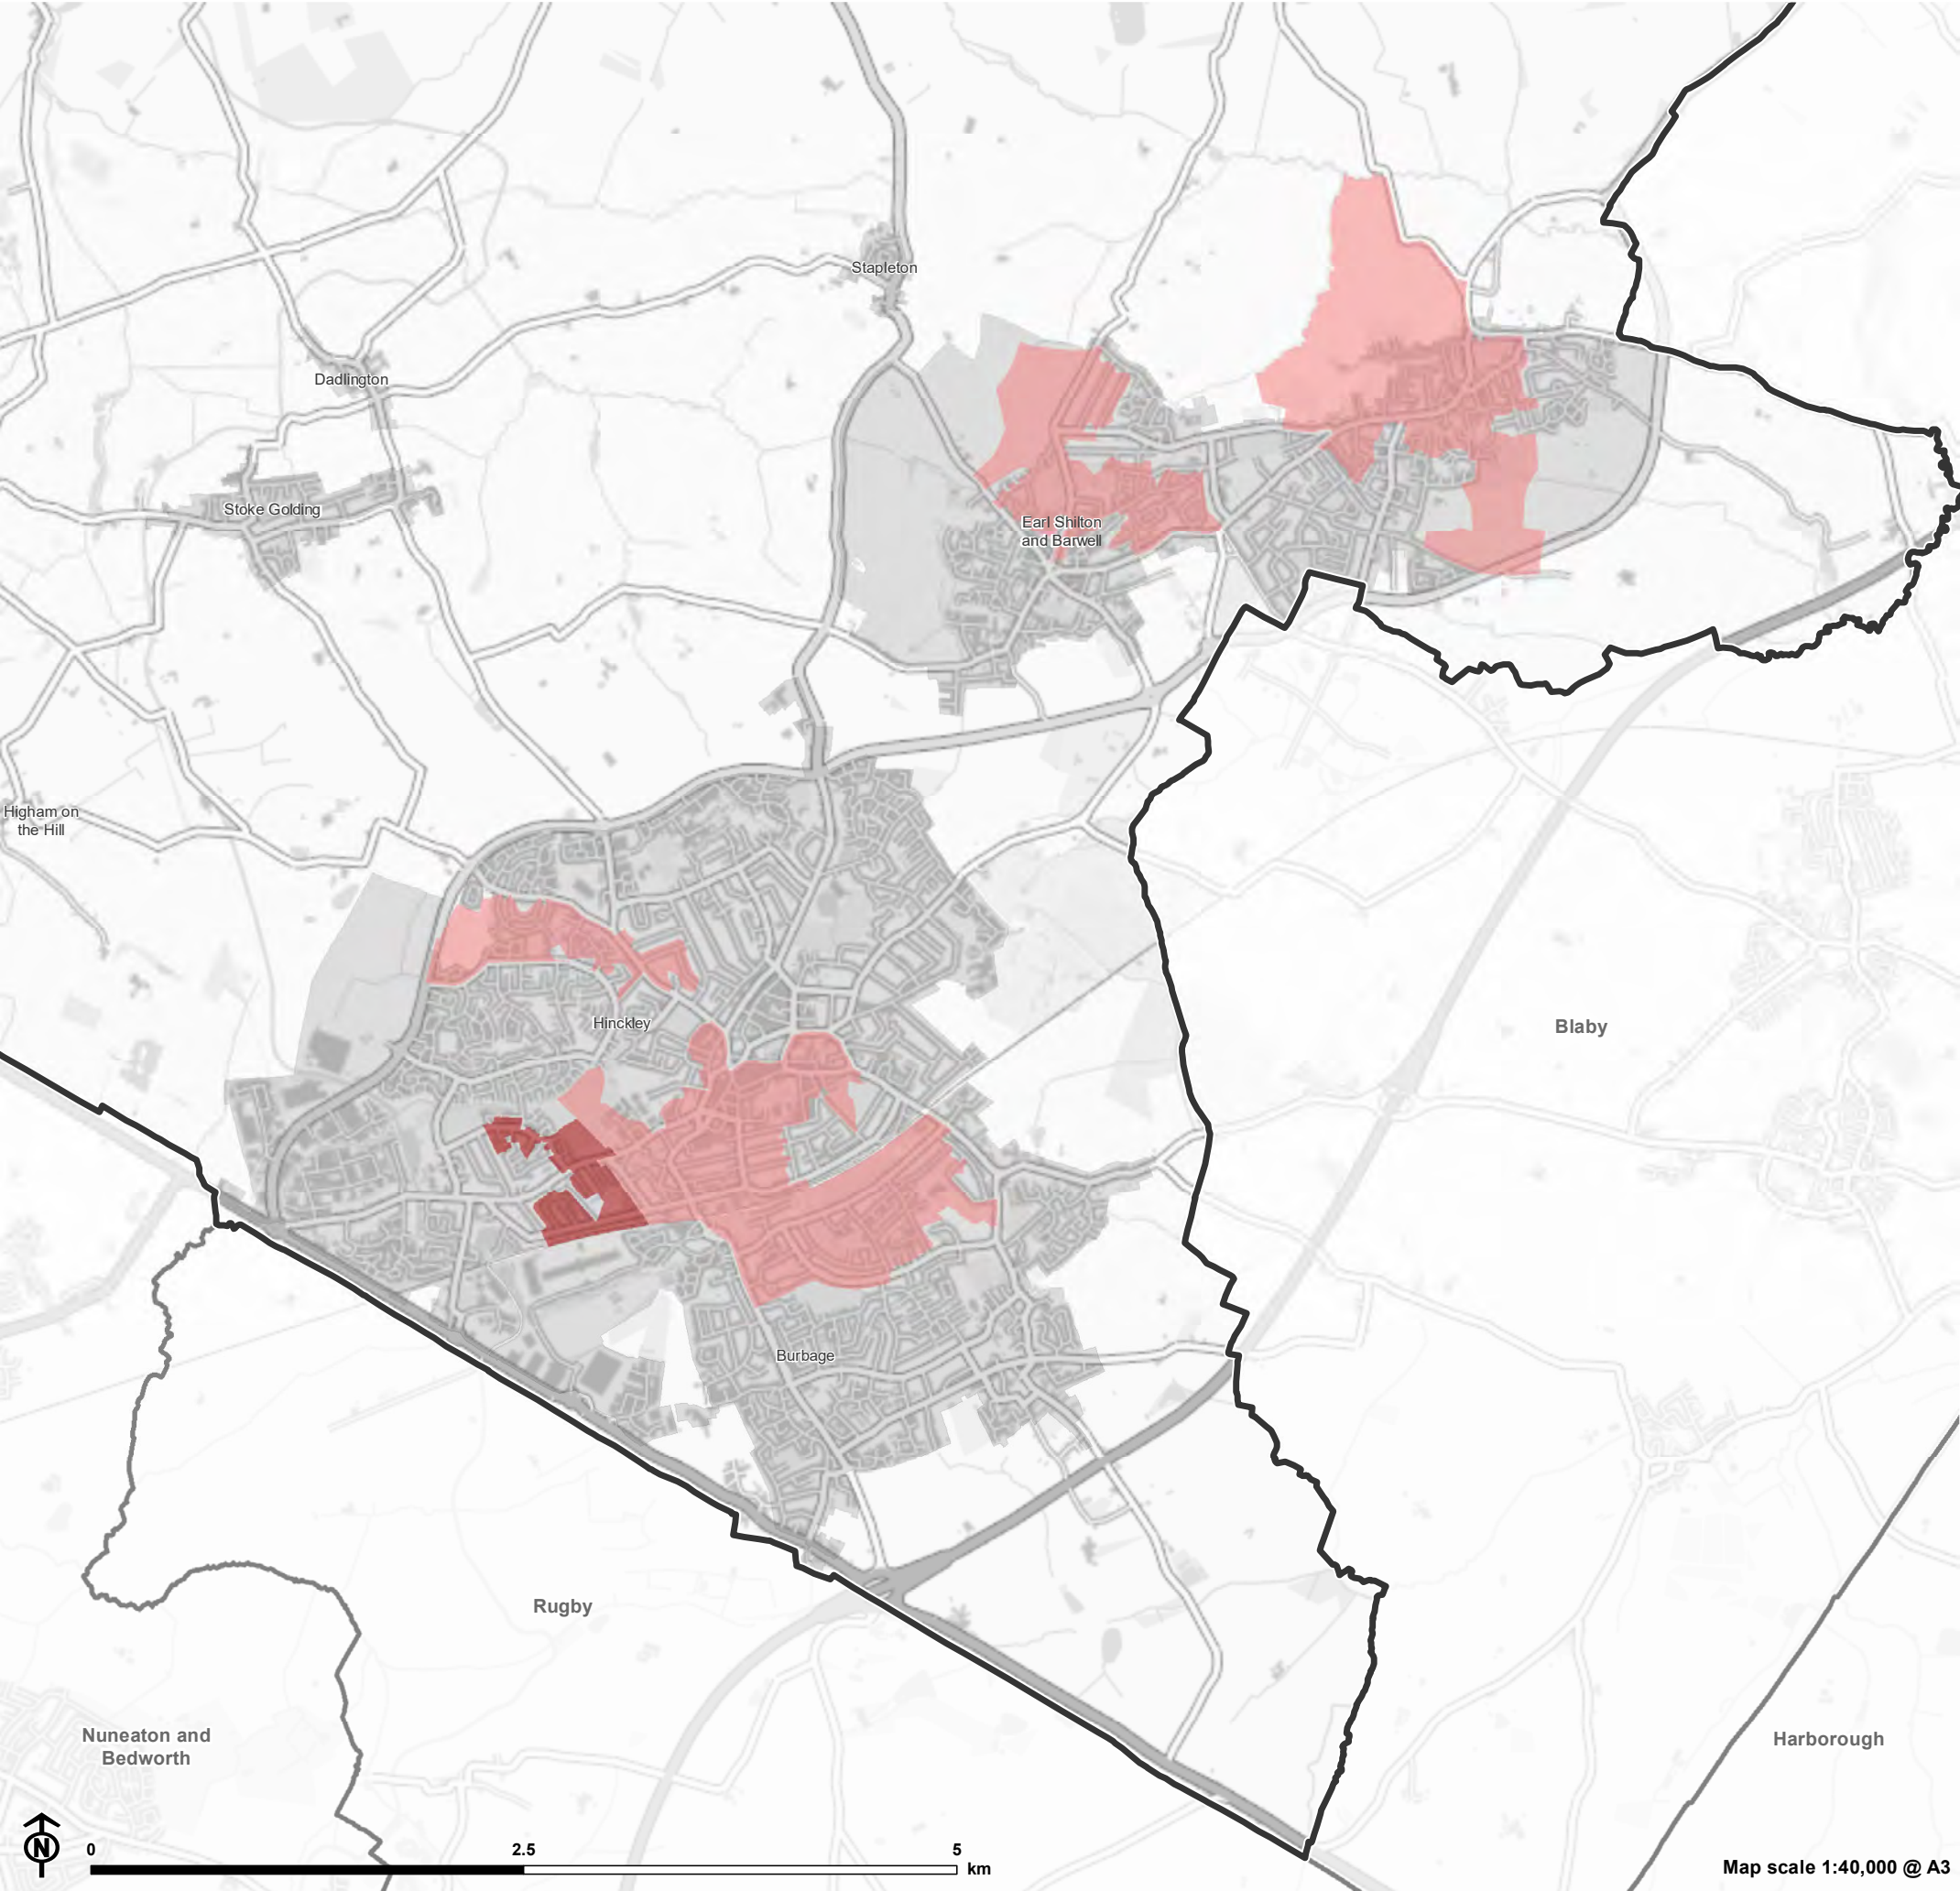 Stapleton
Dadlington
Stoke Golding
Earl Shilton
and Barwell
Higham on
the Hill
Hinckley
Blaby
Burbage
Rugby
Nuneaton and
Bedworth
Harborough
N
0
2.5
5
km
Map scale 1:40,000 @ A3